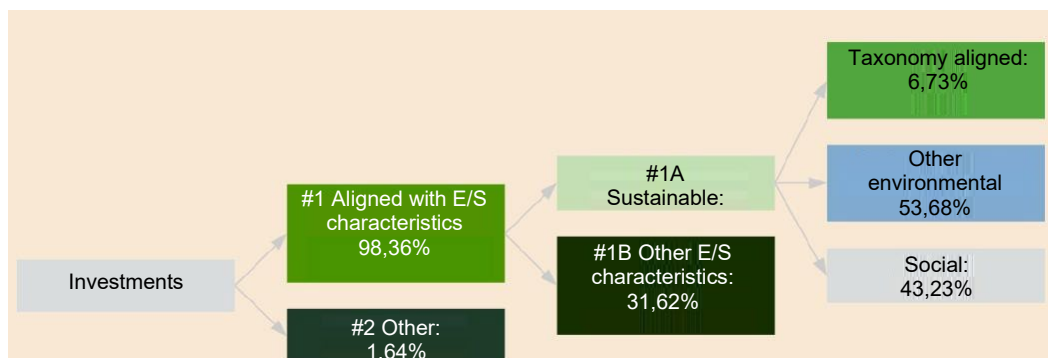 Investments
#1 Aligned with E/S
characteristics
98,36%
#2 Other:
1,64%
#1A
Sustainable:
#1B Other E/S
characteristics:
31,62%
Taxonomy aligned:
6,73%
Other
environmental
53,68%
Social:
43,23%